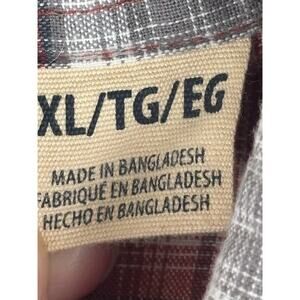 XL/TG/EG
MADE IN BANGLADESH
FABRIQUÉ EN BANGLADESH
HECHO EN BANGLADESH